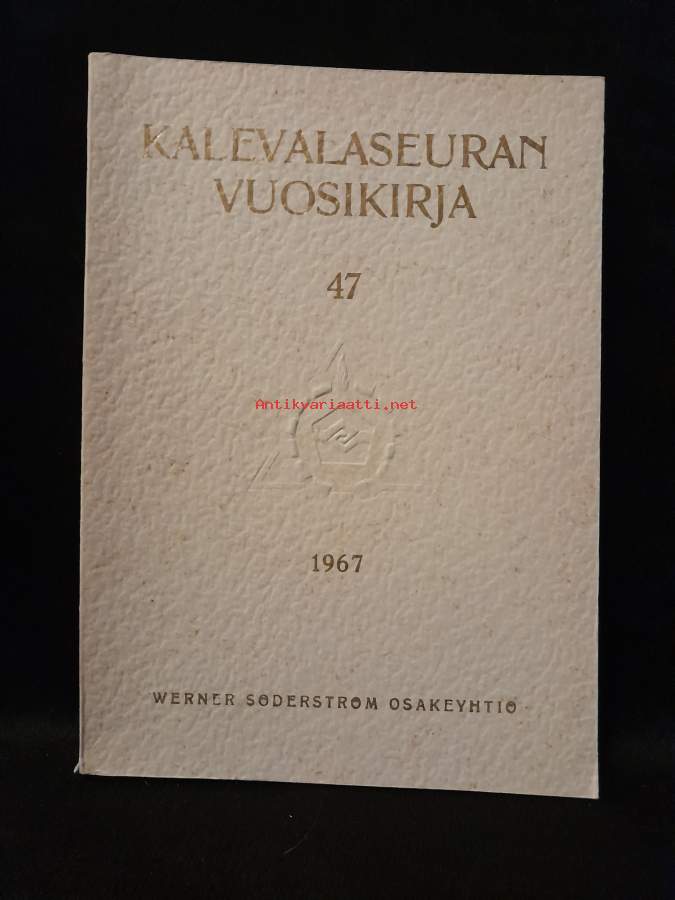 KALEVALASEURAN
VUOSIKIRJA
47
Antikvariaatti.net
1967
WERNER SÖDERSTRÖM OSAKEYHTIÖ